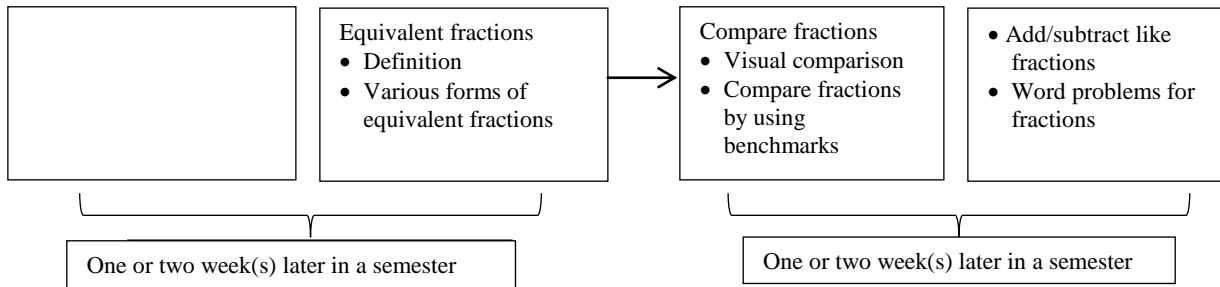 Equivalent fractions
• Definition
• Various forms of
equivalent fractions
Compare fractions
• Visual comparison
• Compare fractions
by using
benchmarks
• Add/subtract like
fractions
• Word problems for
fractions
One or two week(s) later in a semester
One or two week(s) later in a semester